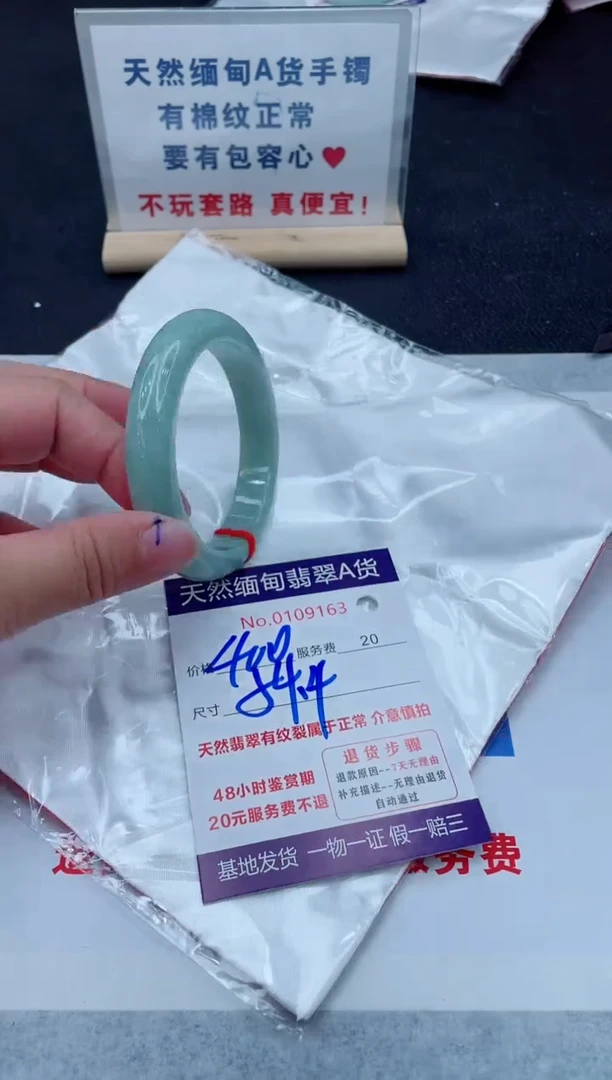 天然缅甸A货手镯
有棉纹正常
要有包容心♥
不玩套路 真便宜!
天然缅甸翡翠A货
No.0109163
价格 服务费 20
尺寸 54.4
天然翡翠有纹裂属于正常 介意慎拍
48小时鉴赏期
20元服务费不退
退货步骤
退款原因--7天无理由
补充描述--无理由退货
自动通过
基地发货 一物一证 假一赔三
务费